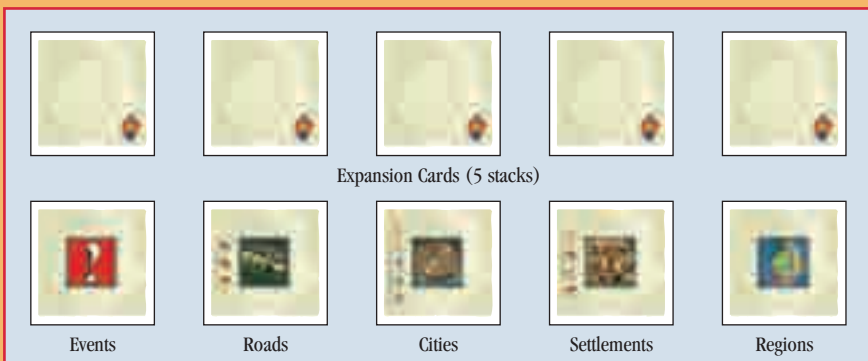 Expansion Cards (5 stacks)
Events Roads Cities Settlements Regions